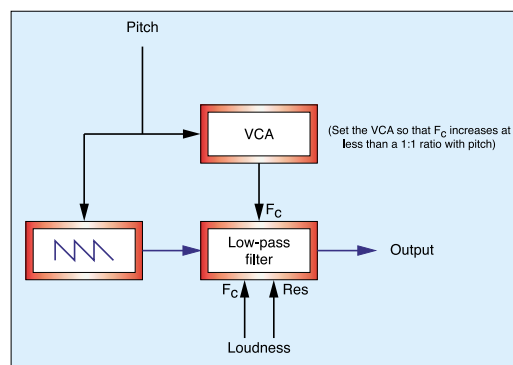 Pitch
VCA
(Set the VCA so that FC increases at
less than a 1:1 ratio with pitch)
FC
Low-pass
filter
Output
FC
Res
Loudness